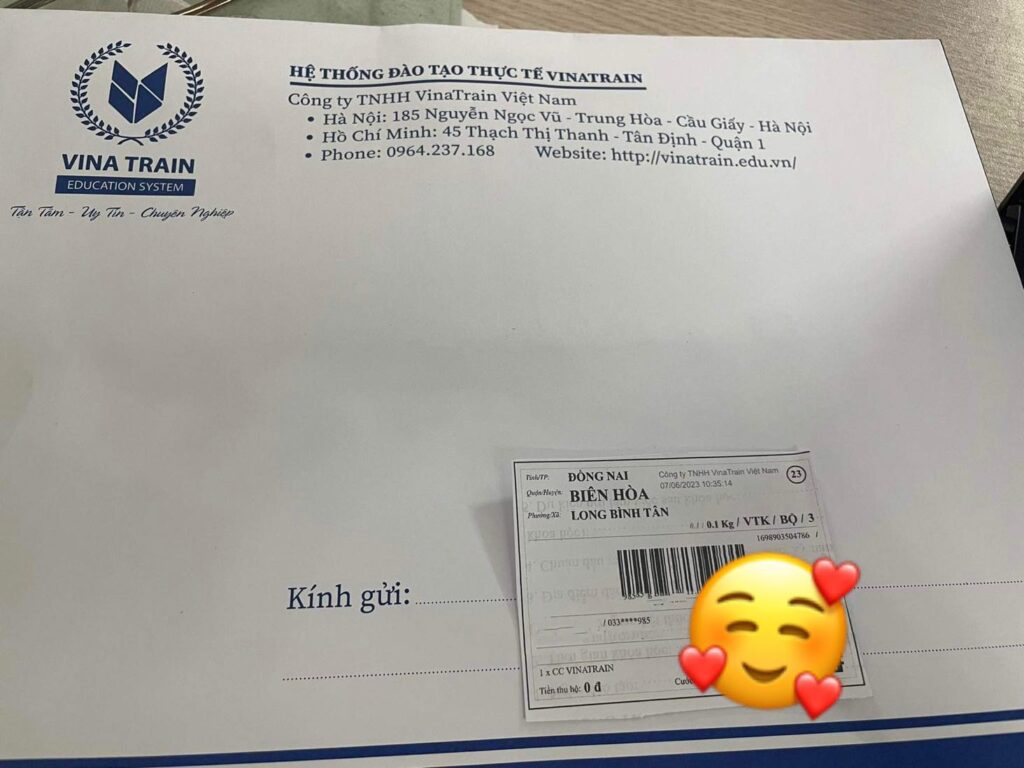 VINA TRAIN
EDUCATION SYSTEM
Tận Tâm - Uy Tín - Chuyên Nghiệp
HỆ THỐNG ĐÀO TẠO THỰC TẾ VINATRAIN
Công ty TNHH VinaTrain Việt Nam
• Hà Nội: 185 Nguyễn Ngọc Vũ - Trung Hòa - Cầu Giấy - Hà Nội
• Hồ Chí Minh: 45 Thạch Thị Thanh - Tân Định - Quận 1
• Phone: 0964.237.168 Website: http://vinatrain.edu.vn/
Kính gửi:
Tỉnh/TP: ĐỒNG NAI
Công ty TNHH VinaTrain Việt Nam
07/06/2023 10:35:14
23
Quận/Huyện: BIÊN HÒA
Phường/Xã: LONG BÌNH TÂN
0.1 / 0.1 Kg / VTK / BỘ / 3
1698903504786 /
/ 033****985
1 x CC VINATRAIN
Tiền thu hộ: 0 đ